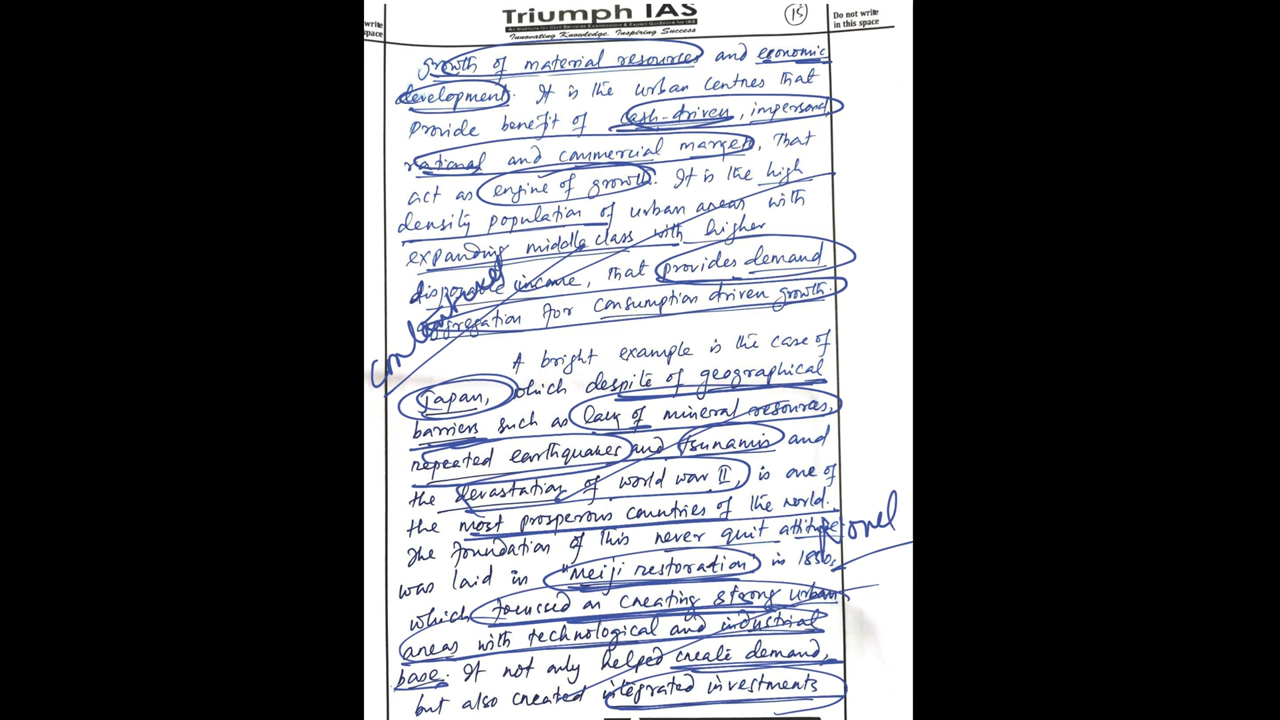 Triumph IAS
Innovating Knowledge, Inspiring Success
15
write
space
Do not write
in this space
growth of material resources and economic
development. It is the urban centres that
provide benefit of cash-driven, impersonal,
rational and commercial market, that
act as engine of growth. It is the high
density population of urban areas with
expanding middle class with higher
disposable income, that provides demand
aggregation for consumption driven growth.
A bright example is the case of
Japan, which despite of geographical
barriers such as lack of mineral resources,
repeated earthquakes and tsunamis and
the devastation of world war II, is one of
the most prosperous countries of the world.
The foundation of this never quit attitude
was laid in "Meiji restoration" in 1850s
which focussed on creating strong urban
areas with technological and industrial
base. It not only helped create demand,
but also created integrated investments